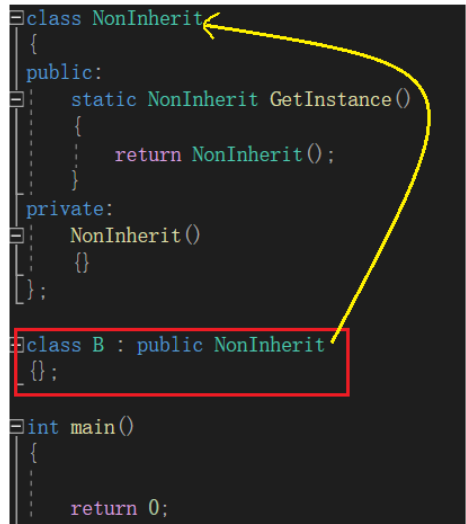 class NonInherit
{
public:
static NonInherit GetInstance()
{
return NonInherit();
}
private:
NonInherit()
{}
};
class B : public NonInherit
{};
int main()
{
return 0;